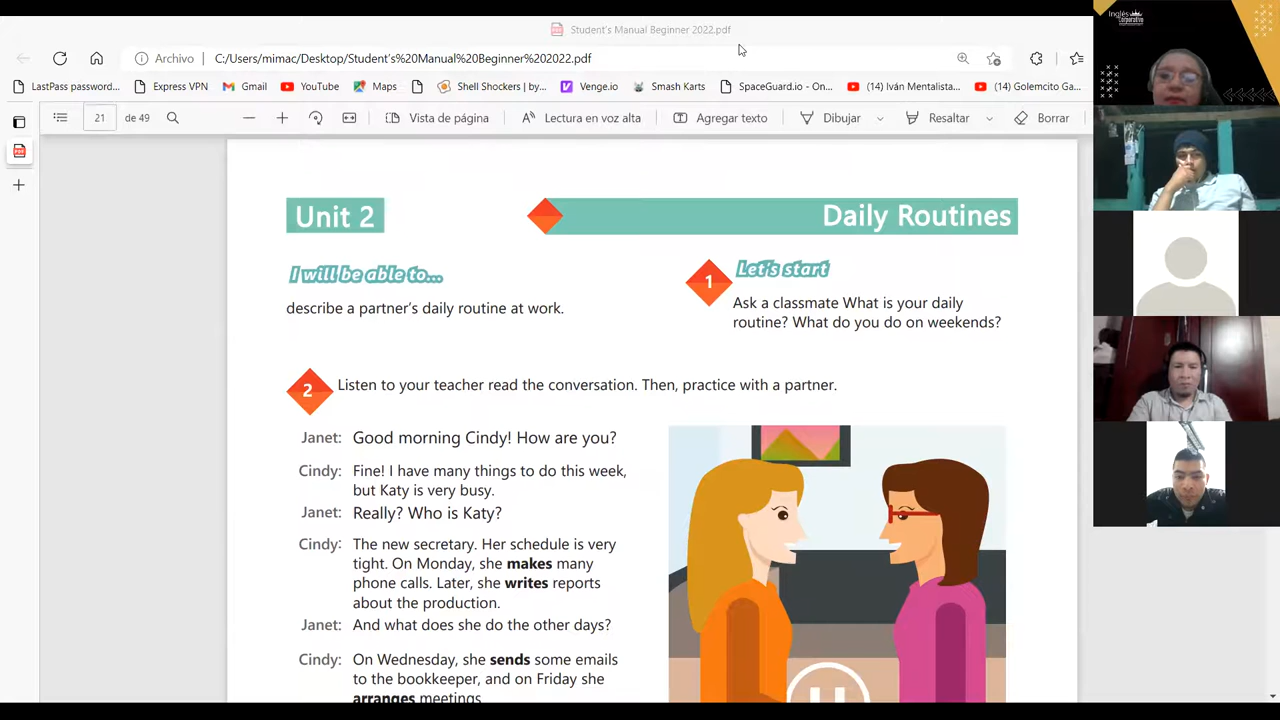 Student's Manual Beginner 2022.pdf
Archivo C:/Users/mimac/Desktop/Student's%20Manual%20Beginner%202022.pdf
LastPass password... Express VPN Gmail YouTube Maps Shell Shockers | by... Venge.io Smash Karts SpaceGuard.io - On... (14) Iván Mentalista... (14) Golemcito Ga...
21 de 49 Vista de página Lectura en voz alta Agregar texto Dibujar Resaltar Borrar
Unit 2
Daily Routines
I will be able to...
describe a partner's daily routine at work.
1 Let's start
Ask a classmate What is your daily
routine? What do you do on weekends?
2 Listen to your teacher read the conversation. Then, practice with a partner.
Janet: Good morning Cindy! How are you?
Cindy: Fine! I have many things to do this week,
but Katy is very busy.
Janet: Really? Who is Katy?
Cindy: The new secretary. Her schedule is very
tight. On Monday, she makes many
phone calls. Later, she writes reports
about the production.
Janet: And what does she do the other days?
Cindy: On Wednesday, she sends some emails
to the bookkeeper, and on Friday she
arranges meetings
Inglés
Corporativo